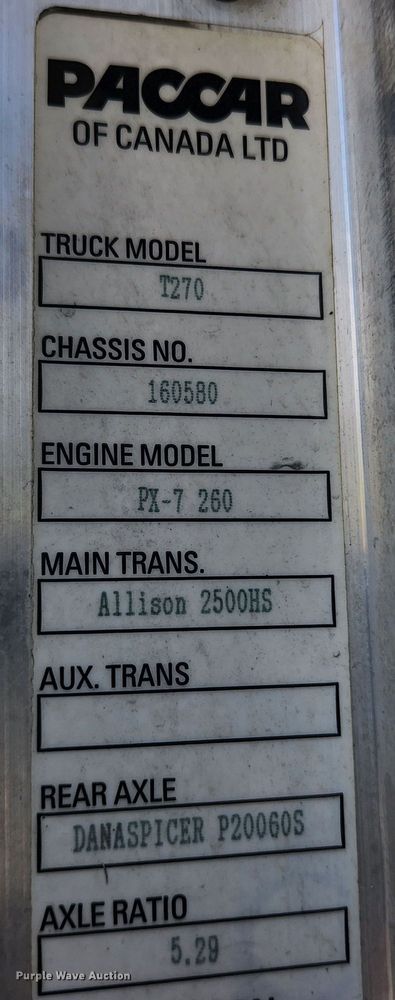 PACCAR
OF CANADA LTD
TRUCK MODEL
T270
CHASSIS NO.
160580
ENGINE MODEL
PX-7 260
MAIN TRANS.
Allison 2500HS
AUX. TRANS
REAR AXLE
DANASPICER P20060S
AXLE RATIO
5.29
Purple Wave Auction